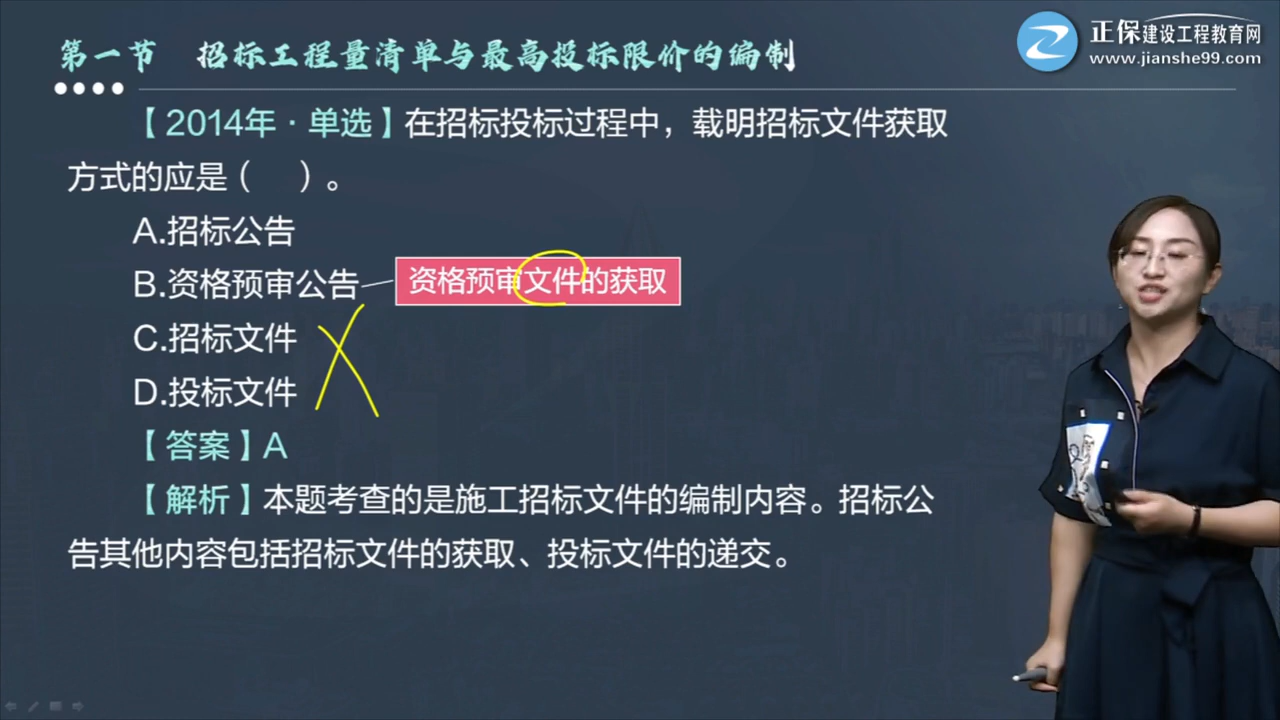 第一节 招标工程量清单与最高投标限价的编制
正保建设工程教育网
www.jianshe99.com
【2014年·单选】在招标投标过程中，载明招标文件获取
方式的应是（ ）。
A.招标公告
B.资格预审公告
资格预审文件的获取
C.招标文件
D.投标文件
【答案】A
【解析】本题考查的是施工招标文件的编制内容。招标公
告其他内容包括招标文件的获取、投标文件的递交。